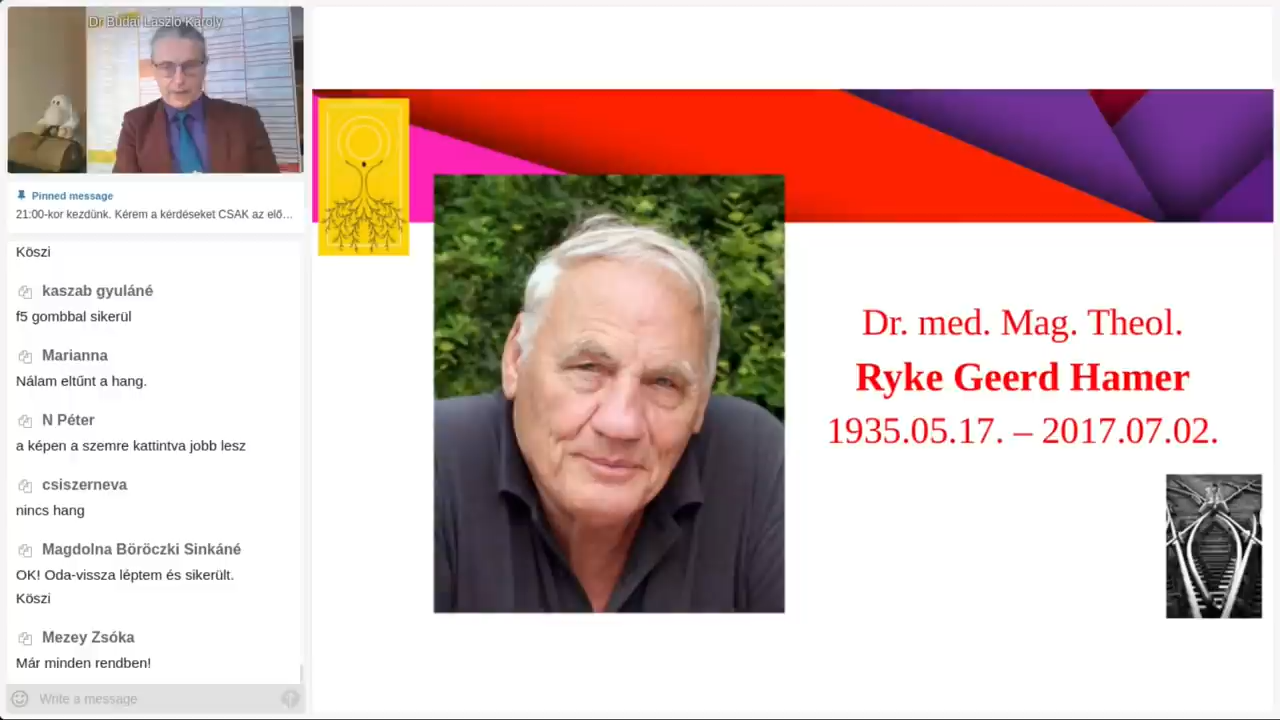 Dr Budai László Károly
Pinned message
21:00-kor kezdünk. Kérem a kérdéseket CSAK az elő...
Köszi
kaszab gyuláné
f5 gombbal sikerül
Marianna
Nálam eltűnt a hang.
N Péter
a képen a szemre kattintva jobb lesz
csiszerneva
nincs hang
Magdolna Böröczki Sinkáné
OK! Oda-vissza léptem és sikerült.
Köszi
Mezey Zsóka
Már minden rendben!
Write a message
Dr. med. Mag. Theol.
Ryke Geerd Hamer
1935.05.17. – 2017.07.02.